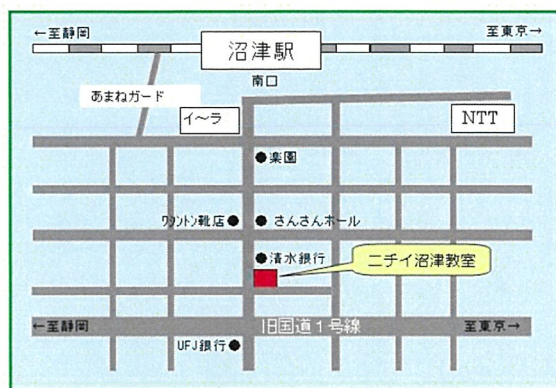 ←至静岡
至東京→
沼津駅
南口
あまねガード
イ～ラ
NTT
●楽園
ワシントン靴店●
●さんさんホール
●清水銀行
ニチイ沼津教室
←至静岡
旧国道1号線
至東京→
UFJ銀行●